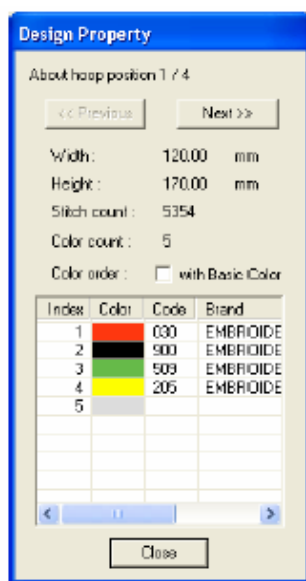 Design Property
About hoop position 1 / 4
<< Previous Next >>
Width : 120.00 mm
Height : 170.00 mm
Stitch count : 5354
Color count : 5
Color order : with Basic Color
Index Color Code Brand
1 030 EMBROIDE
2 900 EMBROIDE
3 509 EMBROIDE
4 205 EMBROIDE
5
Close